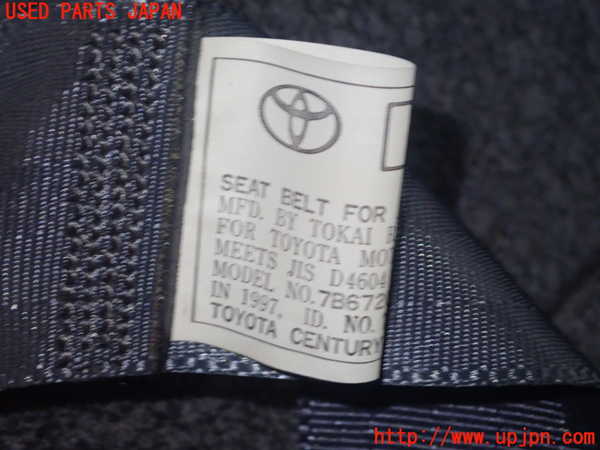 USED PARTS JAPAN
SEAT BELT FOR
MFD. BY TOKAI
FOR TOYOTA
MEETS JIS D4604
MODEL NO. 7B672
IN 1997, ID. NO.
TOYOTA CENTURY
http://www.upjpn.com/